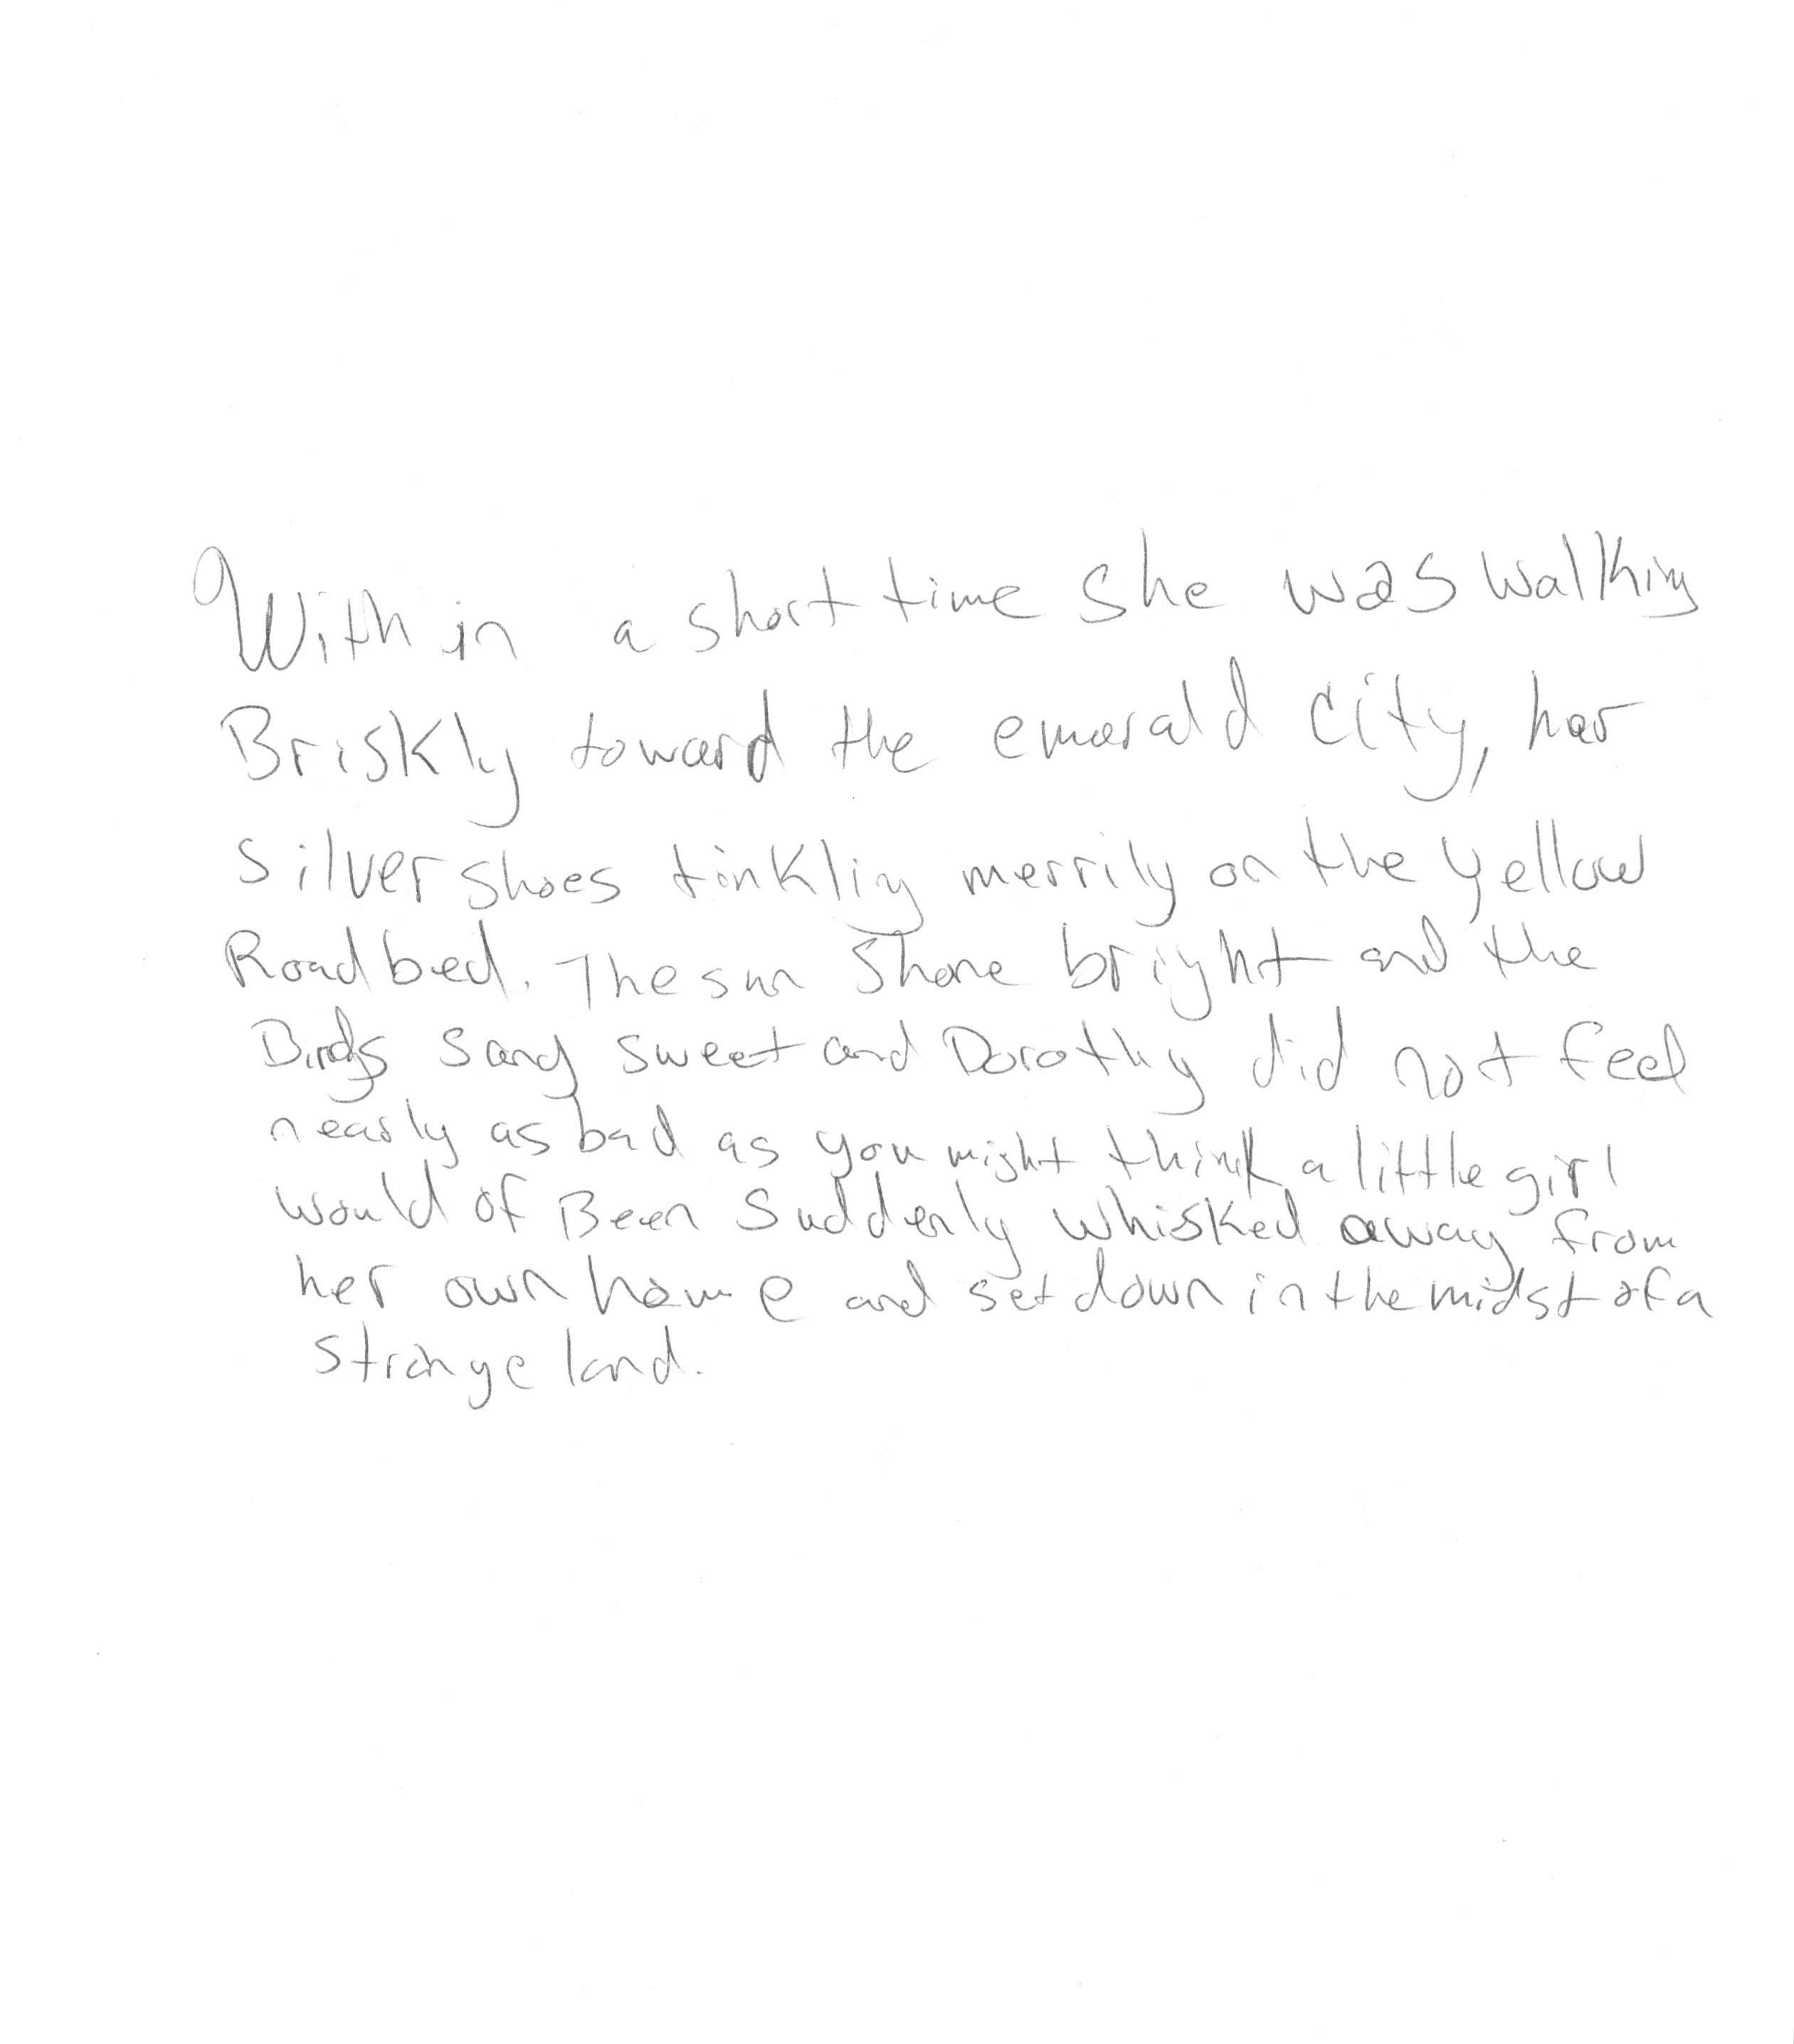 Within a short time she was walking
Briskly toward the emerald City, her
silver shoes tinkling merrily on the yellow
Roadbed. The sun shone bright and the
Birds sang sweet and Dorothy did not feel
nearly as bad as you might think a little girl
would of Been suddenly whisked away from
her own home and set down in the midst of a
strange land.